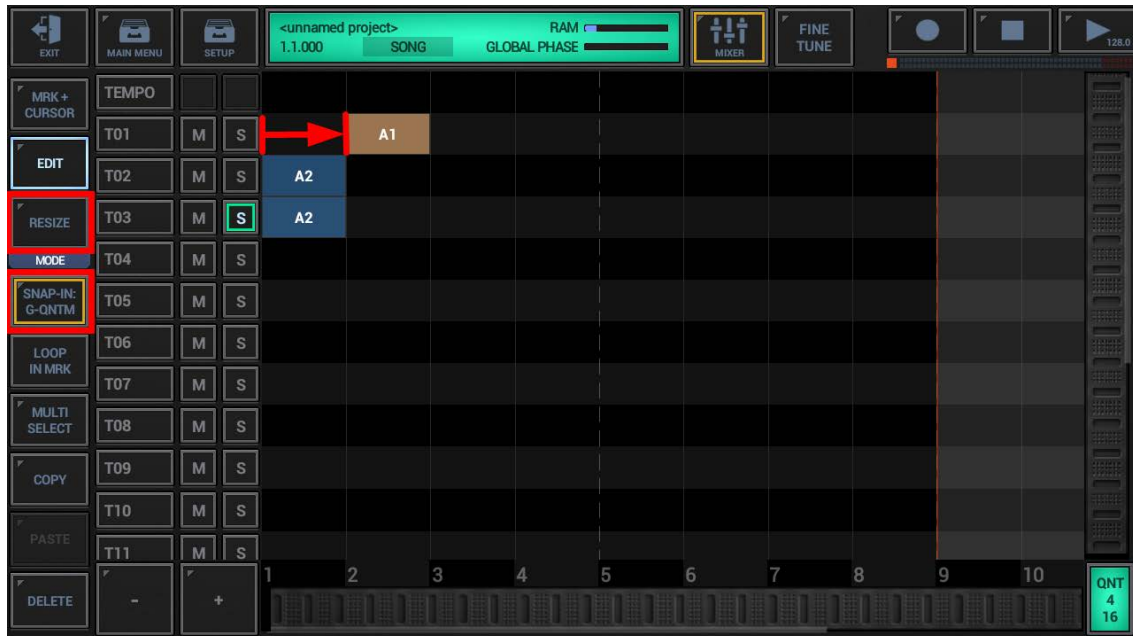 EXIT
MAIN MENU
SETUP
<unnamed project>
RAM
1.1.000
SONG
GLOBAL PHASE
MIXER
FINE
TUNE
128.0
MRK +
CURSOR
EDIT
RESIZE
MODE
SNAP-IN:
G-QNTM
LOOP
IN MRK
MULTI
SELECT
COPY
PASTE
DELETE
TEMPO
T01 M S A1
T02 M S A2
T03 M S A2
T04 M S
T05 M S
T06 M S
T07 M S
T08 M S
T09 M S
T10 M S
T11 M S
- +
1 2 3 4 5 6 7 8 9 10
QNT
4
16